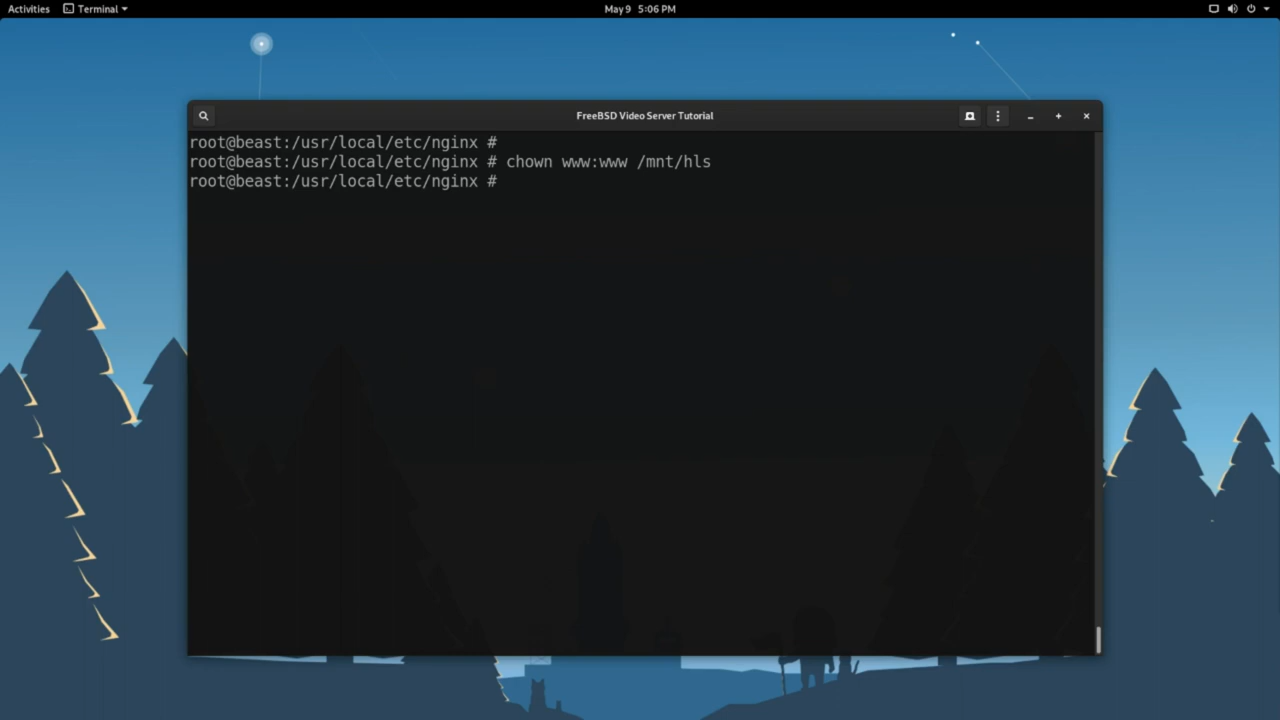 Activities Terminal May 9 5:06 PM
FreeBSD Video Server Tutorial
root@beast:/usr/local/etc/nginx #
root@beast:/usr/local/etc/nginx # chown www:www /mnt/hls
root@beast:/usr/local/etc/nginx #